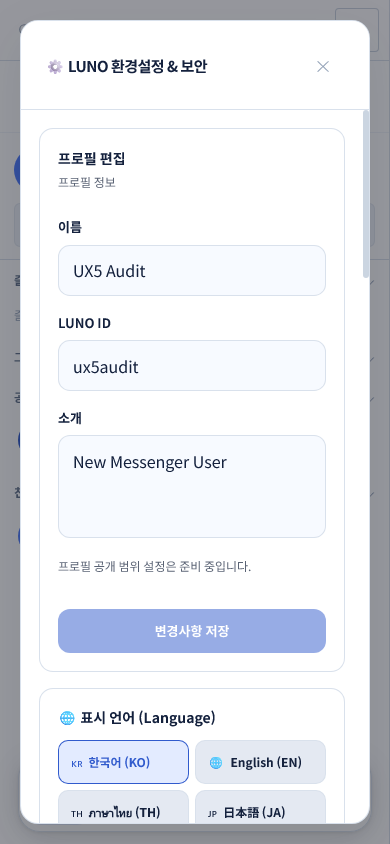 LUNO 환경설정 & 보안
프로필 편집
프로필 정보
이름
UX5 Audit
LUNO ID
ux5audit
소개
New Messenger User
프로필 공개 범위 설정은 준비 중입니다.
변경사항 저장
표시 언어 (Language)
KR 한국어 (KO)
English (EN)
TH ภาษาไทย (TH)
JP 日本語 (JA)